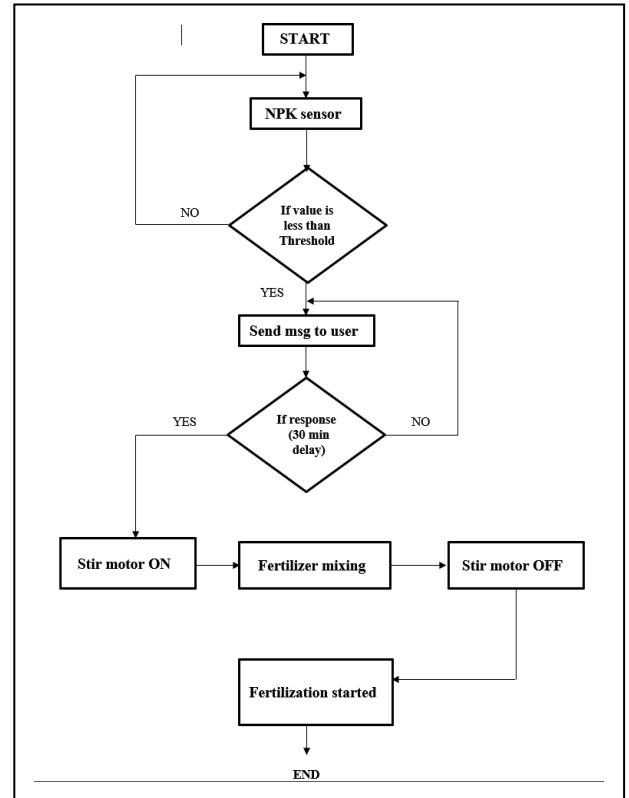 START
NPK sensor
If value is
less than
Threshold
NO
YES
Send msg to user
If response
(30 min
delay)
YES
NO
Stir motor ON
Fertilizer mixing
Stir motor OFF
Fertilization started
END